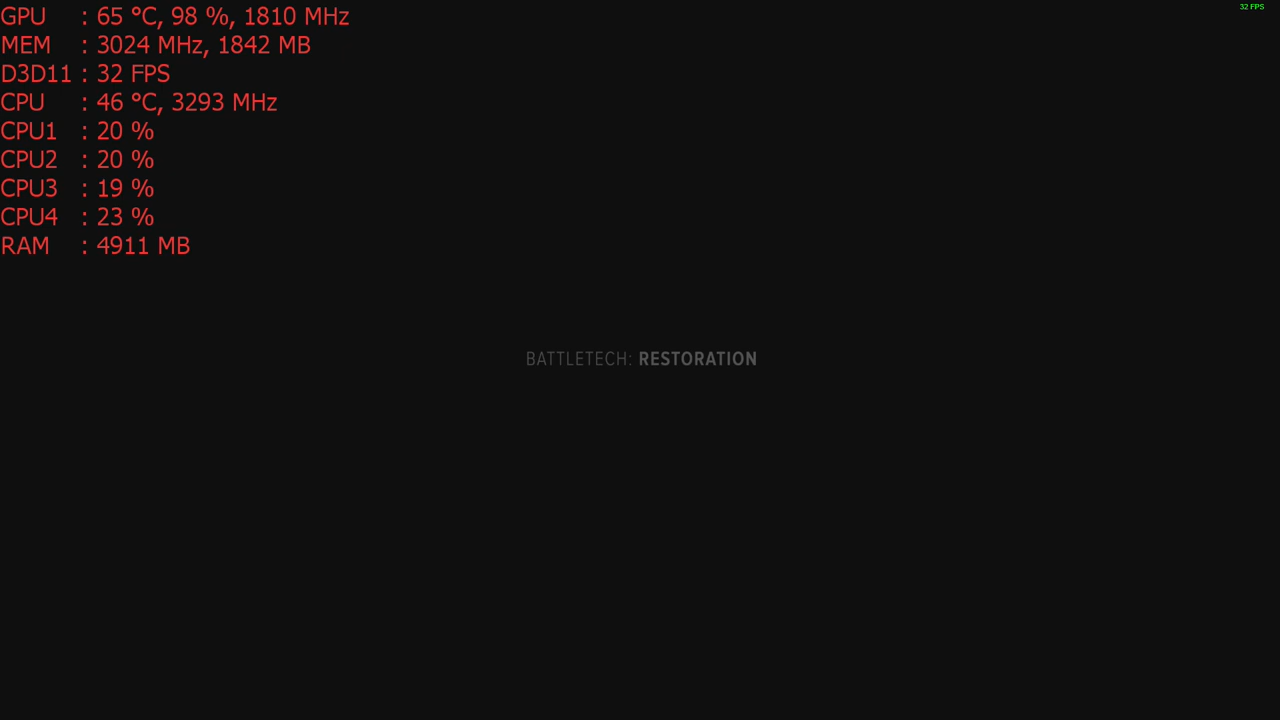 GPU : 65 °C, 98 %, 1810 MHz
32 FPS
MEM : 3024 MHz, 1842 MB
D3D11 : 32 FPS
CPU : 46 °C, 3293 MHz
CPU1 : 20 %
CPU2 : 20 %
CPU3 : 19 %
CPU4 : 23 %
RAM : 4911 MB
BATTLETECH: RESTORATION